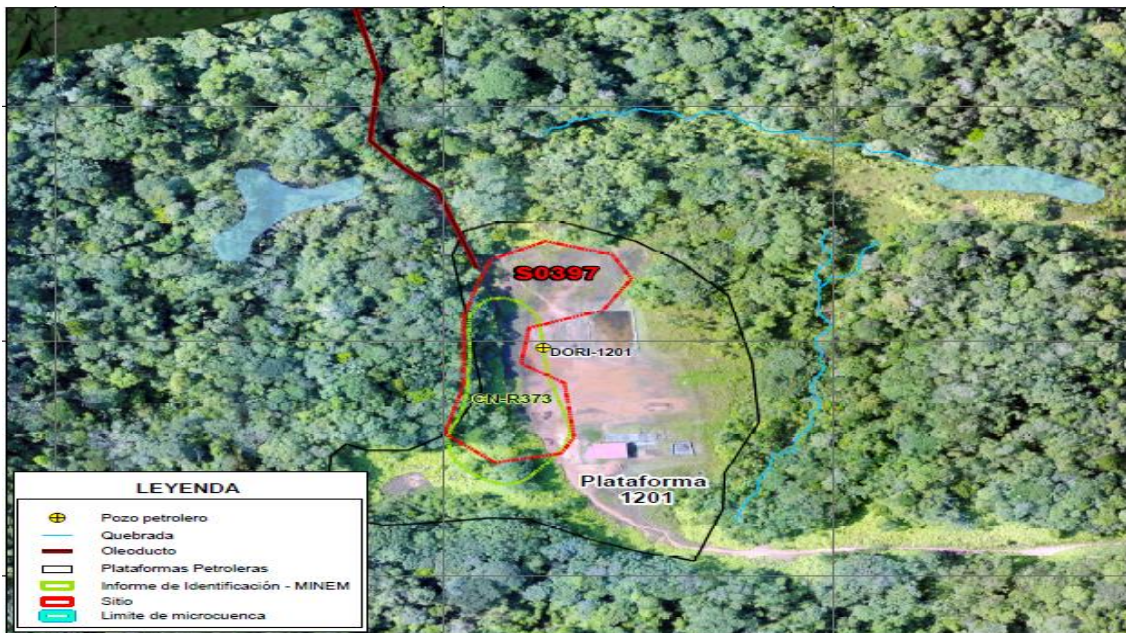 S0397
DORI-1201
CN-R373
Plataforma
1201
LEYENDA
Pozo petrolero
Quebrada
Oleoducto
Plataformas Petroleras
Informe de Identificación - MINEM
Sitio
Limite de microcuenca